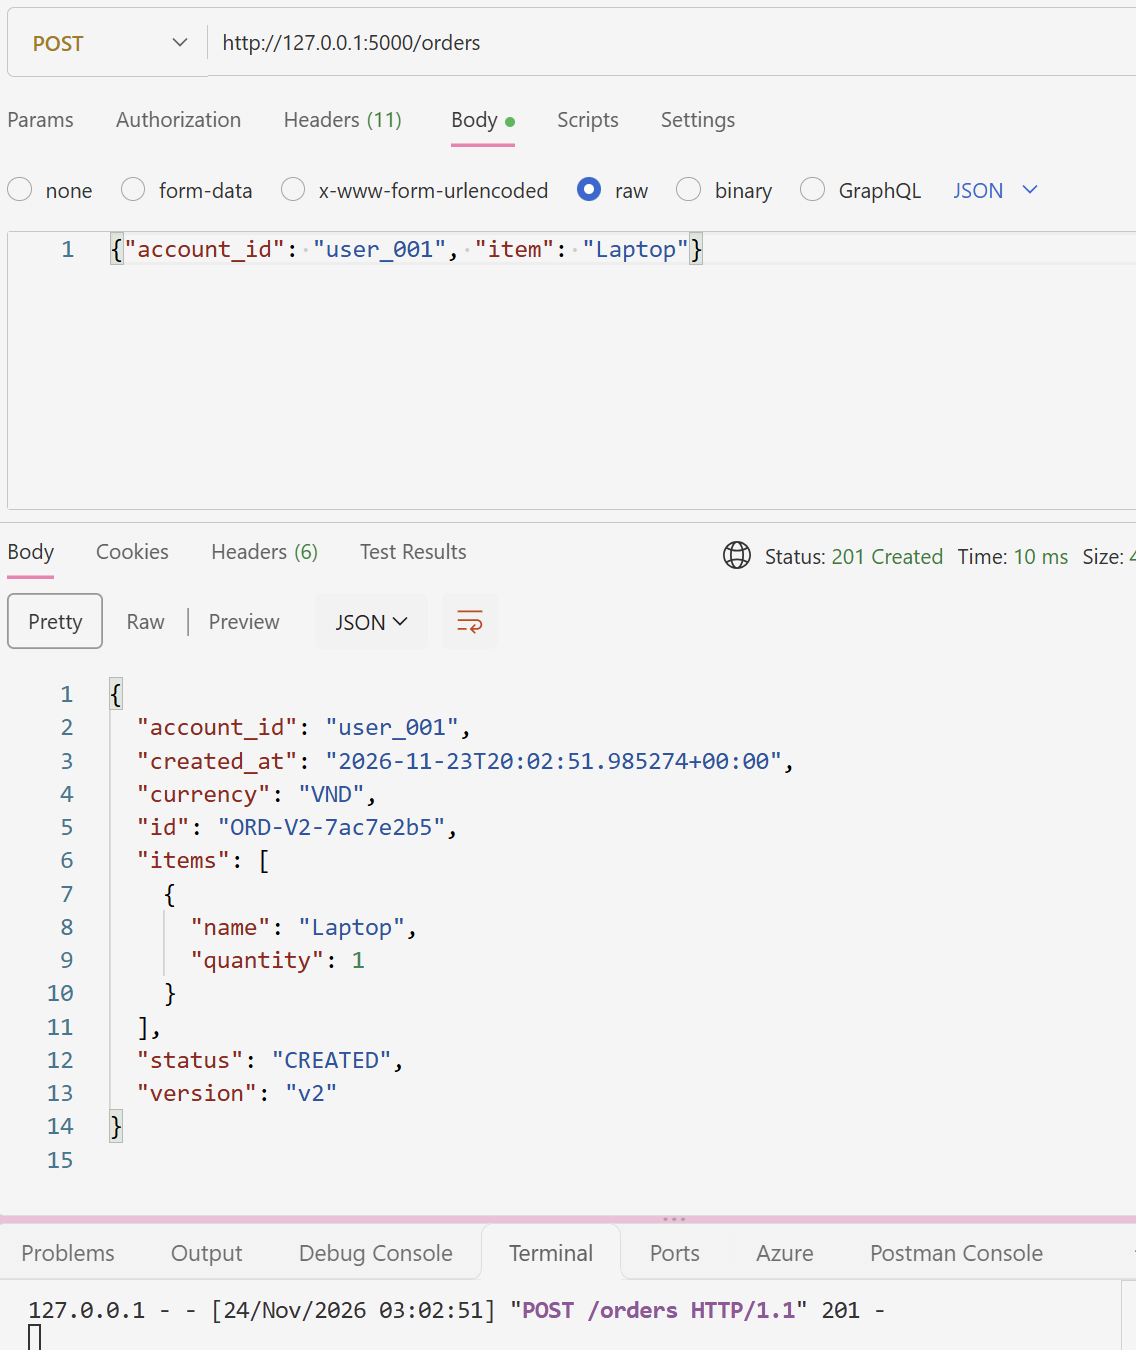 POST http://127.0.0.1:5000/orders
Params Authorization Headers (11) Body Scripts Settings
none form-data x-www-form-urlencoded raw binary GraphQL JSON
1 {"account_id": "user_001", "item": "Laptop"}
Body Cookies Headers (6) Test Results Status: 201 Created Time: 10 ms Size:
Pretty Raw Preview JSON
1 {
2 "account_id": "user_001",
3 "created_at": "2026-11-23T20:02:51.985274+00:00",
4 "currency": "VND",
5 "id": "ORD-V2-7ac7e2b5",
6 "items": [
7 {
8 "name": "Laptop",
9 "quantity": 1
10 }
11 ],
12 "status": "CREATED",
13 "version": "v2"
14 }
15
Problems Output Debug Console Terminal Ports Azure Postman Console
127.0.0.1 - - [24/Nov/2026 03:02:51] "POST /orders HTTP/1.1" 201 -